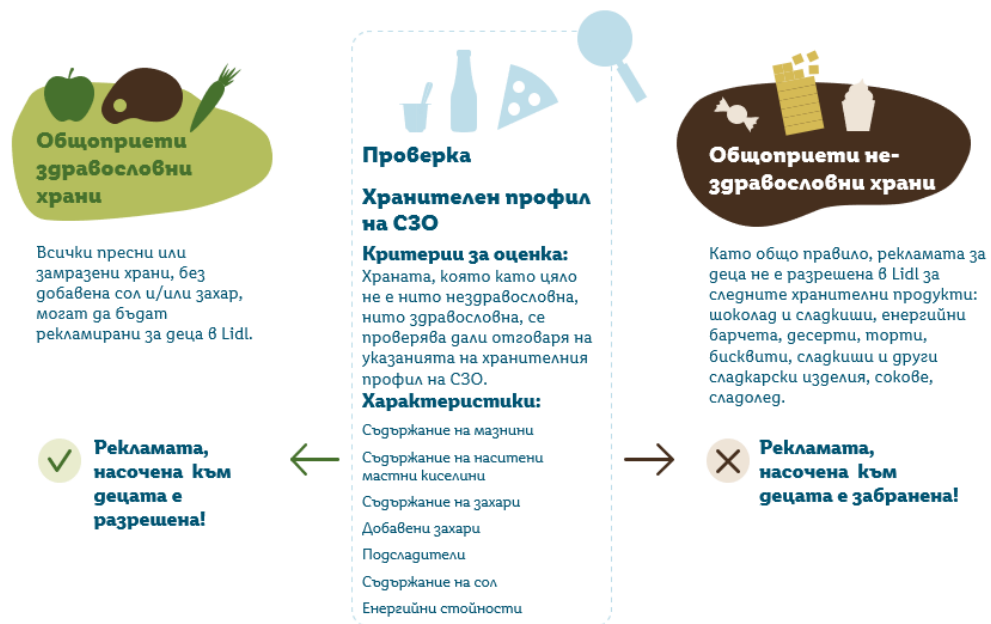 Общоприети
здравословни
храни
Всички пресни или
замразени храни, без
добавена сол и/или захар,
могат да бъдат
рекламирани за деца в Lidl.
Рекламата,
насочена към
децата е
разрешена!
Проверка
Хранителен профил
на СЗО
Критерии за оценка:
Храната, която като цяло
не е нито нездравословна,
нито здравословна, се
проверява дали отговаря на
указанията на хранителния
профил на СЗО.
Характеристики:
Съдържание на мазнини
Съдържание на наситени
мастни киселини
Съдържание на захари
Добавени захари
Подсладители
Съдържание на сол
Енергийни стойности
Общоприети не-
здравословни храни
Като общо правило, рекламата за
деца не е разрешена в Lidl за
следните хранителни продукти:
шоколад и сладкиши, енергийни
барчета, десерти, торти,
бисквити, сладкиши и други
сладкарски изделия, сокове,
сладолед.
Рекламата,
насочена към
децата е забранена!